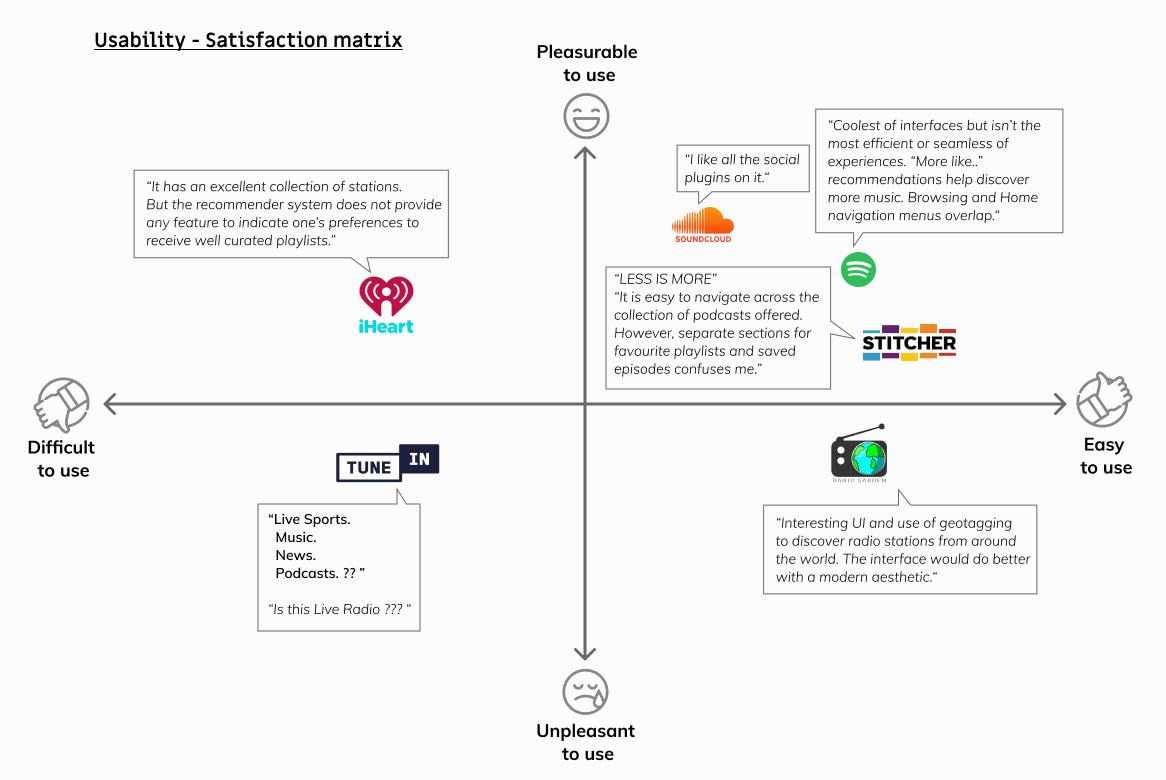 Usability - Satisfaction matrix
Pleasurable
to use
“Coolest of interfaces but isn’t the
most efficient or seamless of
experiences. “More like..”
recommendations help discover
more music. Browsing and Home
navigation menus overlap.“
“I like all the social
plugins on it.“
SOUNDCLOUD
“It has an excellent collection of stations.
But the recommender system does not provide
any feature to indicate one’s preferences to
receive well curated playlists.”
iHeart
“LESS IS MORE”
“It is easy to navigate across the
collection of podcasts offered.
However, separate sections for
favourite playlists and saved
episodes confuses me.”
STITCHER
Difficult
to use
Easy
to use
TUNE IN
“Live Sports.
Music.
News.
Podcasts. ?? ”
“Is this Live Radio ??? “
RADIO GARDEN
“Interesting UI and use of geotagging
to discover radio stations from around
the world. The interface would do better
with a modern aesthetic.“
Unpleasant
to use